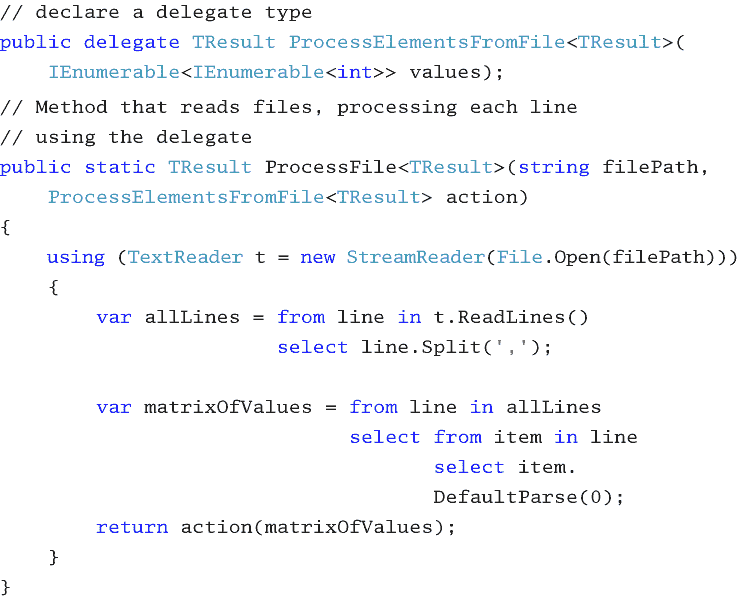 // declare a delegate type
public delegate TResult ProcessElementsFromFile<TResult>(
    IEnumerable<IEnumerable<int>> values);
// Method that reads files, processing each line
// using the delegate
public static TResult ProcessFile<TResult>(string filePath,
    ProcessElementsFromFile<TResult> action)
{
    using (TextReader t = new StreamReader(File.Open(filePath)))
    {
        var allLines = from line in t.ReadLines()
                       select line.Split(',');

        var matrixOfValues = from line in allLines
                             select from item in line
                                    select item.
                                    DefaultParse(0);
        return action(matrixOfValues);
    }
}